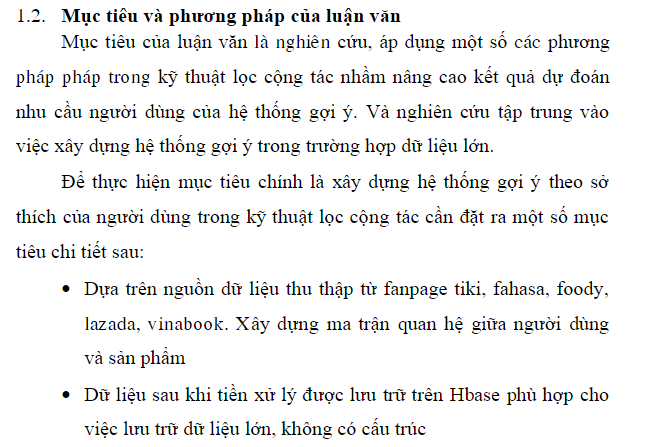 1.2. Mục tiêu và phương pháp của luận văn
Mục tiêu của luận văn là nghiên cứu, áp dụng một số các phương
pháp pháp trong kỹ thuật lọc cộng tác nhằm nâng cao kết quả dự đoán
nhu cầu người dùng của hệ thống gợi ý. Và nghiên cứu tập trung vào
việc xây dựng hệ thống gợi ý trong trường hợp dữ liệu lớn.
Để thực hiện mục tiêu chính là xây dựng hệ thống gợi ý theo sở
thích của người dùng trong kỹ thuật lọc cộng tác cần đặt ra một số mục
tiêu chi tiết sau:
• Dựa trên nguồn dữ liệu thu thập từ fanpage tiki, fahasa, foody,
lazada, vinabook. Xây dựng ma trận quan hệ giữa người dùng
và sản phẩm
• Dữ liệu sau khi tiền xử lý được lưu trữ trên Hbase phù hợp cho
việc lưu trữ dữ liệu lớn, không có cấu trúc